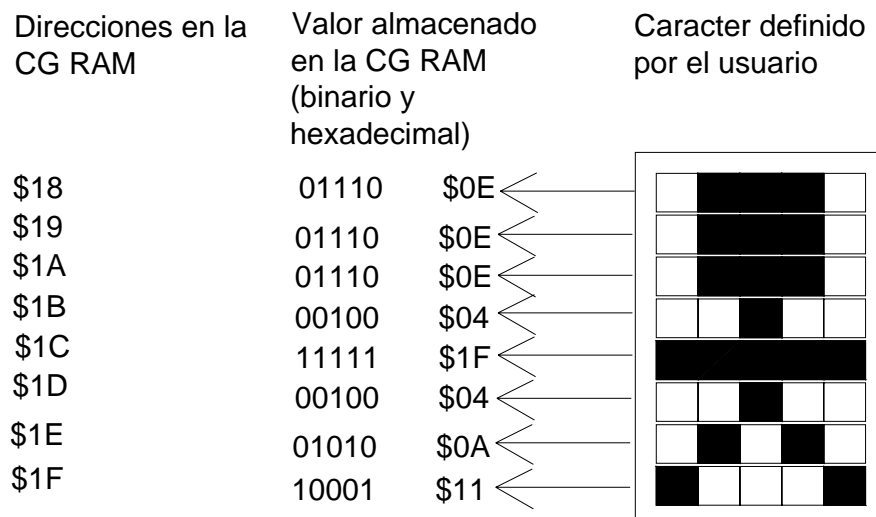 Direcciones en la
CG RAM
Valor almacenado
en la CG RAM
(binario y
hexadecimal)
Caracter definido
por el usuario
$18 01110 $0E
$19 01110 $0E
$1A 01110 $0E
$1B 00100 $04
$1C 11111 $1F
$1D 00100 $04
$1E 01010 $0A
$1F 10001 $11